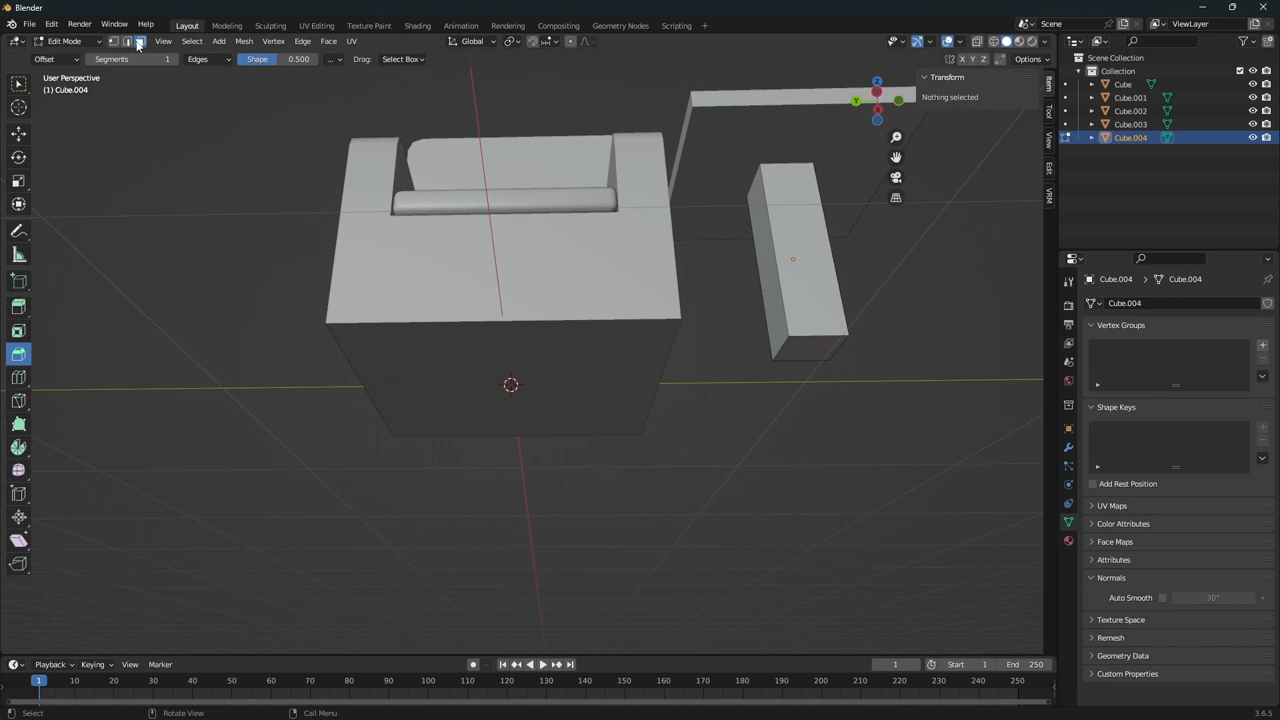 Blender
File Edit Render Window Help Layout Modeling Sculpting UV Editing Texture Paint Shading Animation Rendering Compositing Geometry Nodes Scripting + Scene ViewLayer
Edit Mode View Select Add Mesh Vertex Edge Face UV Global
Offset Segments 1 Edges Shape 0.500 ... Drag: Select Box X Y Z Options
User Perspective
(1) Cube.004
Transform
Nothing selected
Item
Tool
View
Edit
VRM
Z
Y
X
Scene Collection
Collection
Cube
Cube.001
Cube.002
Cube.003
Cube.004
Cube.004 > Cube.004
Cube.004
Vertex Groups
Shape Keys
Add Rest Position
UV Maps
Color Attributes
Face Maps
Attributes
Normals
Auto Smooth 30°
Texture Space
Remesh
Geometry Data
Custom Properties
Playback Keying View Marker 1 Start 1 End 250
1 10 20 30 40 50 60 70 80 90 100 110 120 130 140 150 160 170 180 190 200 210 220 230 240 250
Select Rotate View Call Menu 3.6.5